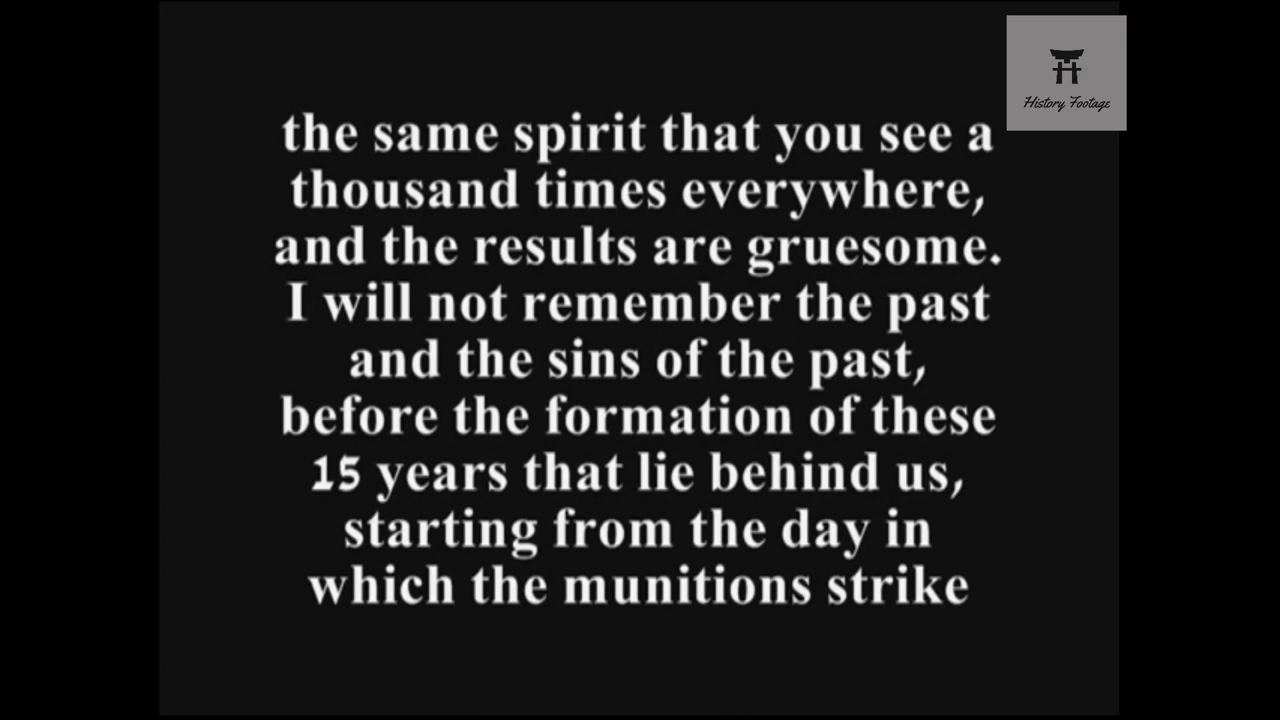 History Footage
the same spirit that you see a
thousand times everywhere,
and the results are gruesome.
I will not remember the past
and the sins of the past,
before the formation of these
15 years that lie behind us,
starting from the day in
which the munitions strike